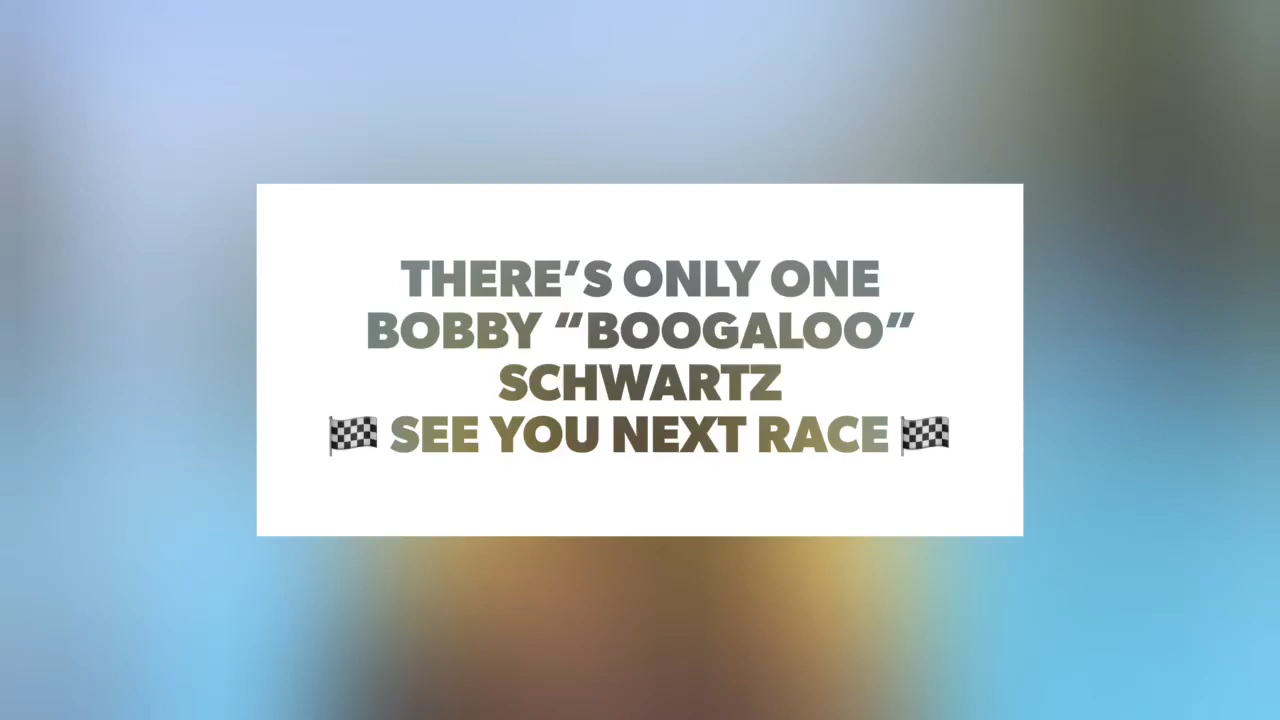 THERE’S ONLY ONE
BOBBY “BOOGALOO”
SCHWARTZ
🏁 SEE YOU NEXT RACE 🏁